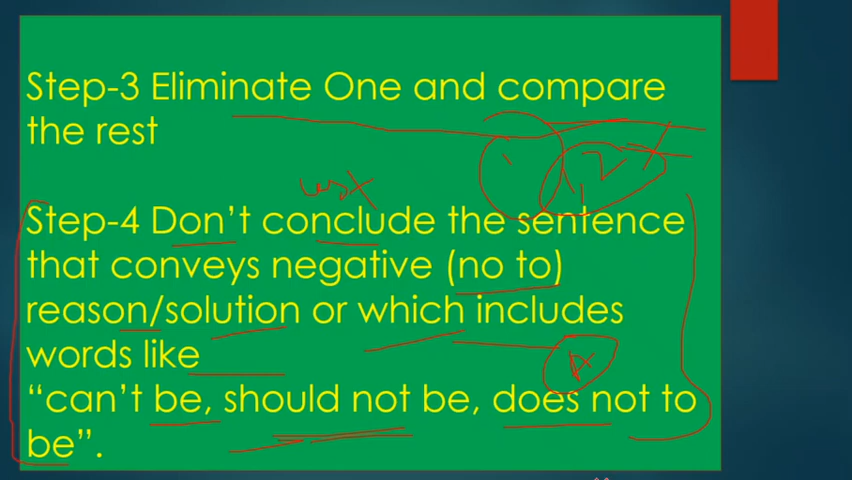 Step-3 Eliminate One and compare
the rest
Step-4 Don't conclude the sentence
that conveys negative (no to)
reason/solution or which includes
words like
"can't be, should not be, does not to
be".